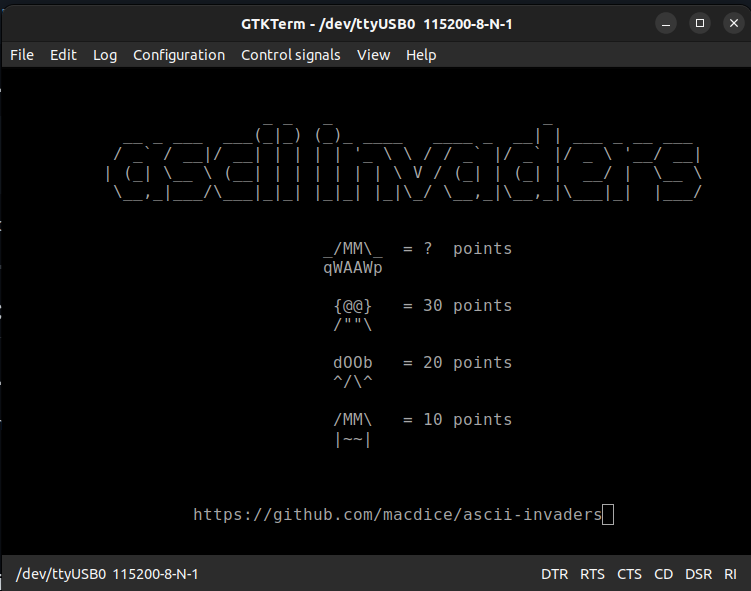 GTKTerm - /dev/ttyUSB0 115200-8-N-1
File Edit Log Configuration Control signals View Help
ascii invaders
_/MM\_ = ? points
qWAAWp
{@@} = 30 points
/""\
dOOb = 20 points
^/\^
/MM\ = 10 points
|~~|
https://github.com/macdice/ascii-invaders
/dev/ttyUSB0 115200-8-N-1 DTR RTS CTS CD DSR RI